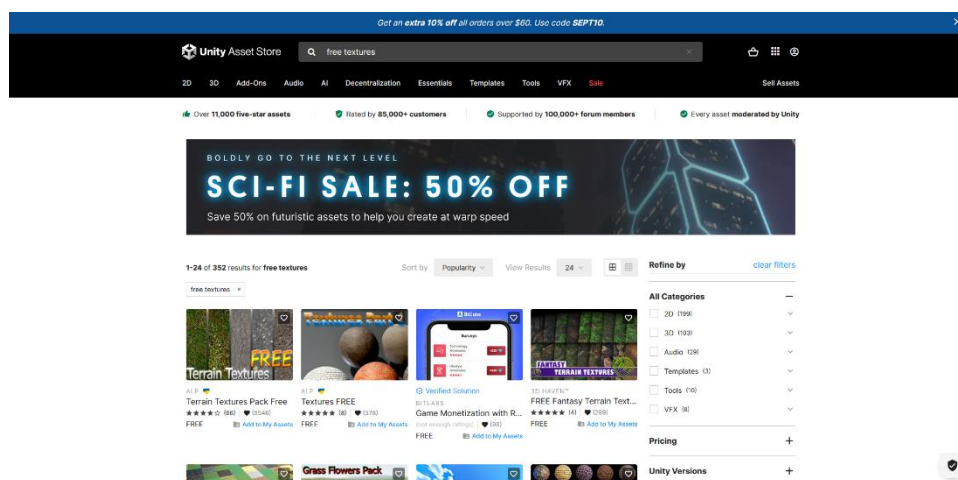 Get an extra 10% off all orders over $60. Use code SEPT10.
Unity Asset Store
free textures
2D 3D Add-Ons Audio AI Decentralization Essentials Templates Tools VFX Sale Sell Assets
Over 11,000 five-star assets Rated by 85,000+ customers Supported by 100,000+ forum members Every asset moderated by Unity
BOLDLY GO TO THE NEXT LEVEL
SCI-FI SALE: 50% OFF
Save 50% on futuristic assets to help you create at warp speed
1-24 of 352 results for free textures
Sort by Popularity View Results 24
free textures ×
FREE
Terrain Textures
ALP
Terrain Textures Pack Free
(66) (8548)
FREE Add to My Assets
ALP
Textures FREE
(8) (378)
FREE Add to My Assets
BitLabs
Surveys
Verified Solution
BITLABS
Game Monetization with R...
(not enough ratings) (93)
FREE Add to My Assets
FANTASY
TERRAIN TEXTURES
3D HAVEN™
FREE Fantasy Terrain Text...
(4) (299)
FREE Add to My Assets
Grass Flowers Pack
Refine by clear filters
All Categories
2D (199)
3D (103)
Audio (29)
Templates (3)
Tools (10)
VFX (8)
Pricing
Unity Versions